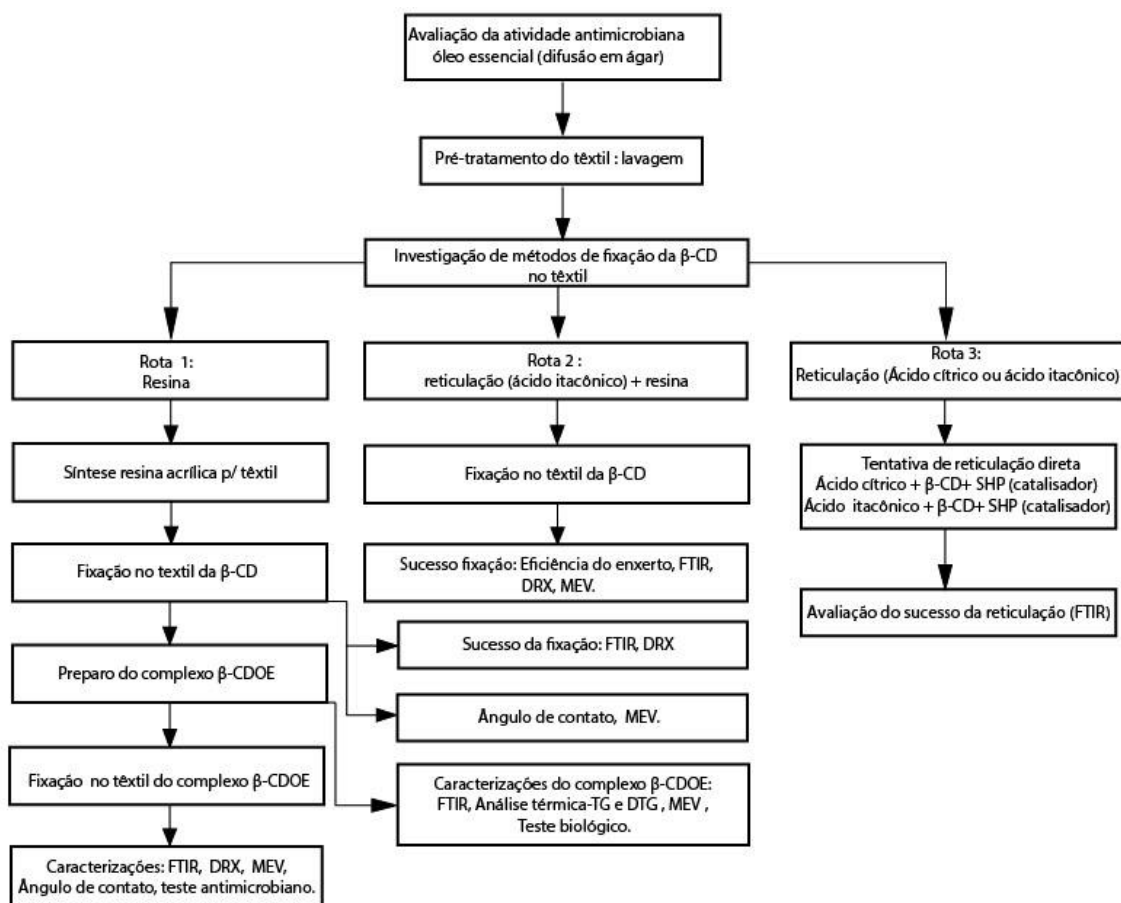 Avaliação da atividade antimicrobiana
óleo essencial (difusão em ágar)
Pré-tratamento do têxtil : lavagem
Investigação de métodos de fixação da β-CD
no têxtil
Rota 1:
Resina
Síntese resina acrílica p/ têxtil
Fixação no textil da β-CD
Preparo do complexo β-CDOE
Fixação no têxtil do complexo β-CDOE
Caracterizações: FTIR, DRX, MEV,
Ângulo de contato, teste antimicrobiano.
Rota 2 :
reticulação (ácido itacônico) + resina
Fixação no têxtil da β-CD
Sucesso fixação: Eficiência do enxerto, FTIR,
DRX, MEV.
Sucesso da fixação: FTIR, DRX
Ângulo de contato, MEV.
Caracterizações do complexo β-CDOE:
FTIR, Análise térmica-TG e DTG , MEV ,
Teste biológico.
Rota 3:
Reticulação (Ácido cítrico ou ácido itacônico)
Tentativa de reticulação direta
Ácido cítrico + β-CD+ SHP (catalisador)
Ácido itacônico + β-CD+ SHP (catalisador)
Avaliação do sucesso da reticulação (FTIR)